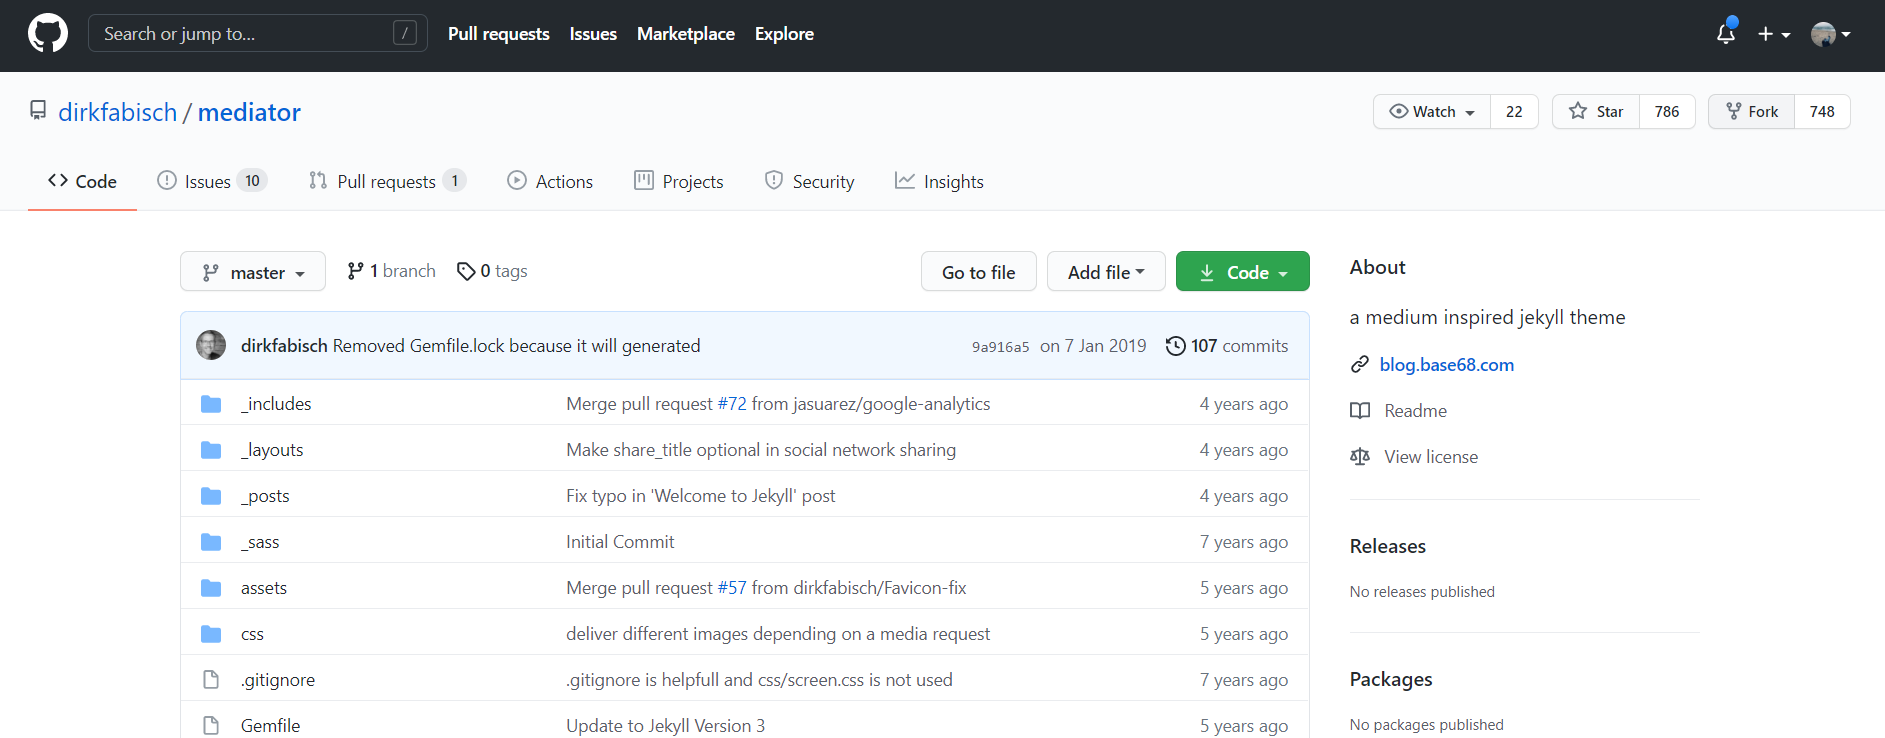 Search or jump to... / Pull requests Issues Marketplace Explore
dirkfabisch / mediator Watch 22 Star 786 Fork 748
Code Issues 10 Pull requests 1 Actions Projects Security Insights
master 1 branch 0 tags Go to file Add file Code
About
a medium inspired jekyll theme
dirkfabisch Removed Gemfile.lock because it will generated 9a916a5 on 7 Jan 2019 107 commits
blog.base68.com
_includes Merge pull request #72 from jasuarez/google-analytics 4 years ago
Readme
_layouts Make share_title optional in social network sharing 4 years ago
View license
_posts Fix typo in 'Welcome to Jekyll' post 4 years ago
_sass Initial Commit 7 years ago
Releases
assets Merge pull request #57 from dirkfabisch/Favicon-fix 5 years ago
No releases published
css deliver different images depending on a media request 5 years ago
.gitignore .gitignore is helpfull and css/screen.css is not used 7 years ago
Packages
Gemfile Update to Jekyll Version 3 5 years ago
No packages published